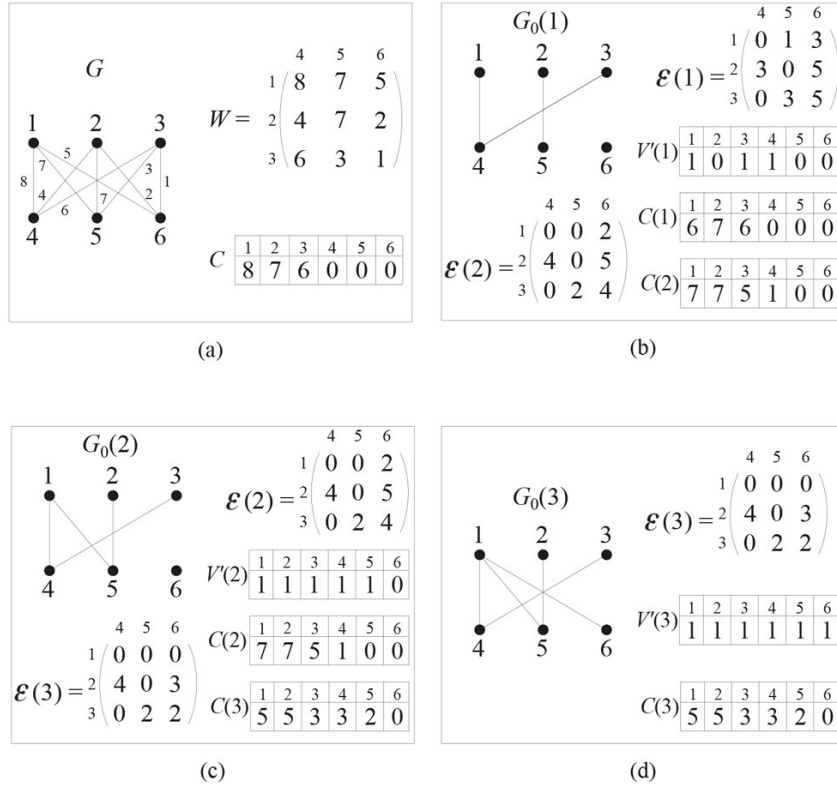 G
1 2 3
5
7 3
8 1
4 2
6 7
4 5 6
4 5 6
1 8 7 5
W = 2 4 7 2
3 6 3 1
1 2 3 4 5 6
C 8 7 6 0 0 0
(a)
G0(1)
1 2 3
4 5 6
4 5 6
1 0 1 3
ℰ(1) = 2 3 0 5
3 0 3 5
1 2 3 4 5 6
V'(1) 1 0 1 1 0 0
1 2 3 4 5 6
C(1) 6 7 6 0 0 0
4 5 6
1 0 0 2
ℰ(2) = 2 4 0 5
3 0 2 4
1 2 3 4 5 6
C(2) 7 7 5 1 0 0
(b)
G0(2)
1 2 3
4 5 6
4 5 6
1 0 0 2
ℰ(2) = 2 4 0 5
3 0 2 4
1 2 3 4 5 6
V'(2) 1 1 1 1 1 0
1 2 3 4 5 6
C(2) 7 7 5 1 0 0
4 5 6
1 0 0 0
ℰ(3) = 2 4 0 3
3 0 2 2
1 2 3 4 5 6
C(3) 5 5 3 3 2 0
(c)
G0(3)
1 2 3
4 5 6
4 5 6
1 0 0 0
ℰ(3) = 2 4 0 3
3 0 2 2
1 2 3 4 5 6
V'(3) 1 1 1 1 1 1
1 2 3 4 5 6
C(3) 5 5 3 3 2 0
(d)